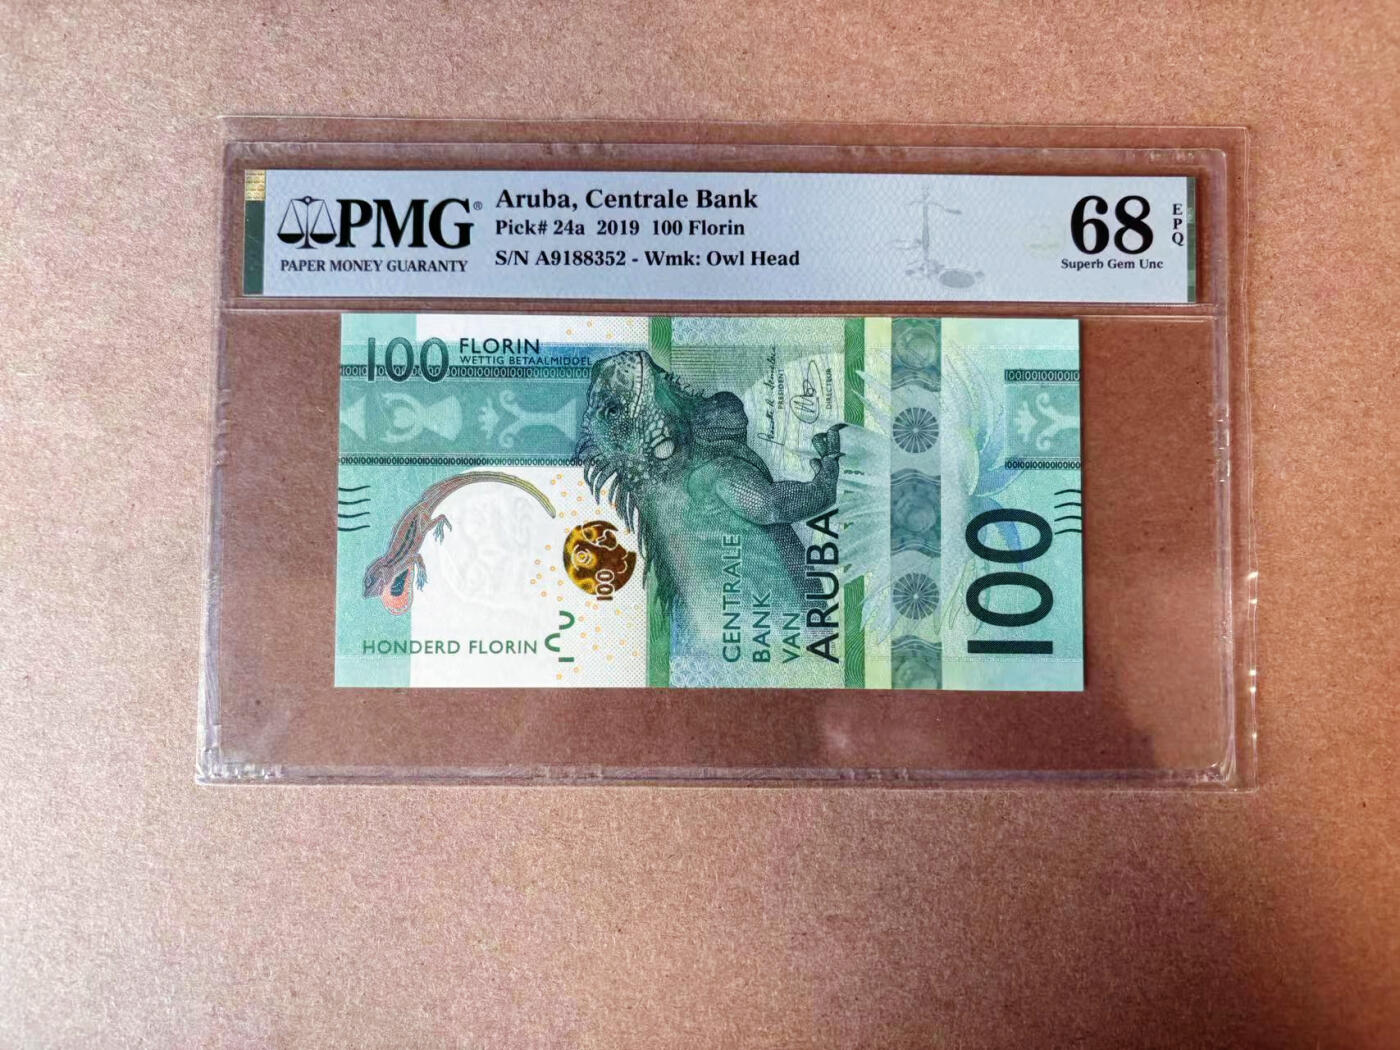 PMG®
PAPER MONEY GUARANTY
Aruba, Centrale Bank
Pick# 24a 2019 100 Florin
S/N A9188352 - Wmk: Owl Head
68
EPQ
Superb Gem Unc
100 FLORIN
WETTIG BETAALMIDDEL
PRESIDENT
DIRECTEUR
100
HONDERD FLORIN
CENTRALE
BANK
VAN
ARUBA
100